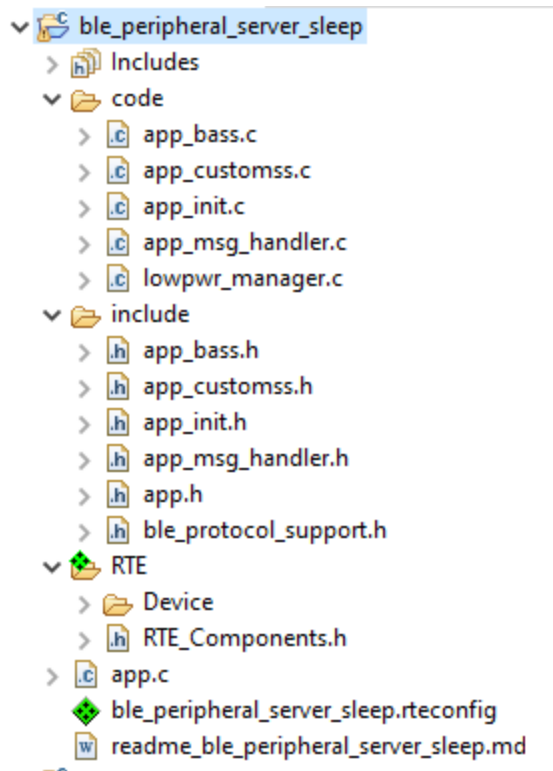 ble_peripheral_server_sleep
Includes
code
app_bass.c
app_customss.c
app_init.c
app_msg_handler.c
lowpwr_manager.c
include
app_bass.h
app_customss.h
app_init.h
app_msg_handler.h
app.h
ble_protocol_support.h
RTE
Device
RTE_Components.h
app.c
ble_peripheral_server_sleep.rteconfig
readme_ble_peripheral_server_sleep.md